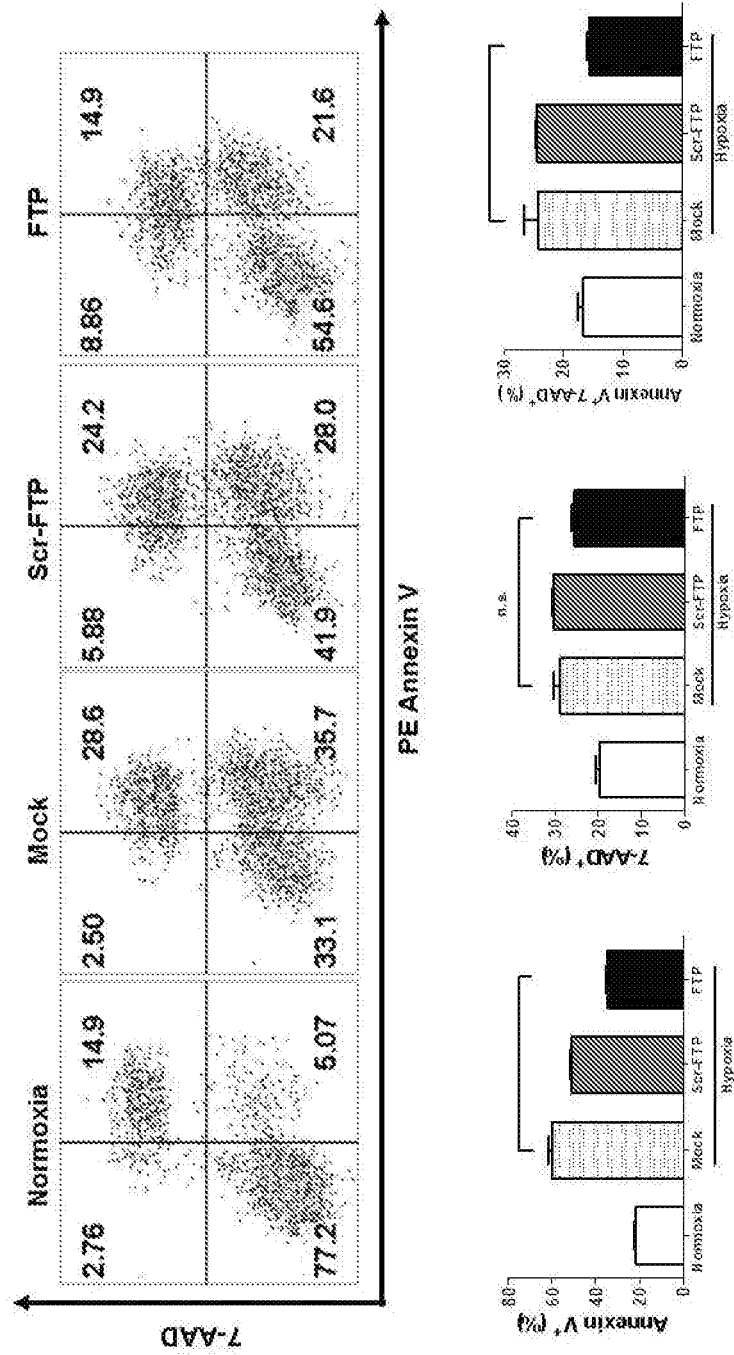 Normoxia
Mock
Scr-FTP
FTP
2.76 14.9
2.50 28.6
5.88 24.2
8.86 14.9
77.2 5.07
33.1 35.7
41.9 28.0
54.6 21.6
7-AAD
PE Annexin V
Annexin V⁺ (%)
80
60
40
20
0
Normoxia
Mock
Scr-FTP
FTP
Hypoxia
7-AAD⁺ (%)
40
30
20
10
0
n.s.
Normoxia
Mock
Scr-FTP
FTP
Hypoxia
Annexin V⁺ 7-AAD⁺ (%)
30
20
10
0
Normoxia
Mock
Scr-FTP
FTP
Hypoxia